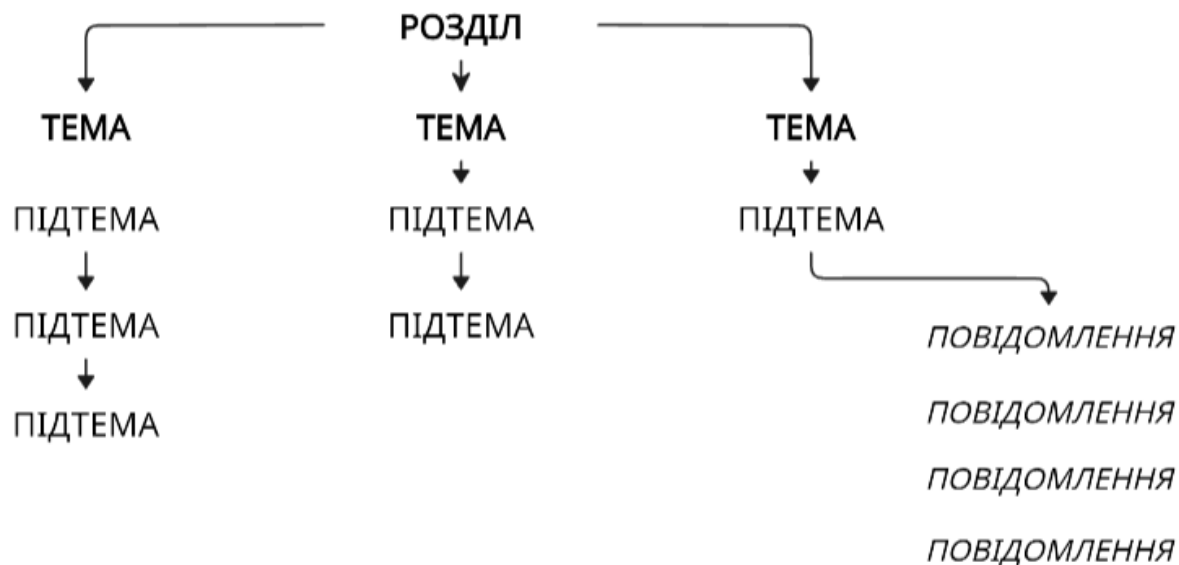 РОЗДІЛ
ТЕМА ТЕМА ТЕМА
ПІДТЕМА ПІДТЕМА ПІДТЕМА
ПІДТЕМА ПІДТЕМА ПОВІДОМЛЕННЯ
ПОВІДОМЛЕННЯ
ПІДТЕМА
ПОВІДОМЛЕННЯ
ПОВІДОМЛЕННЯ